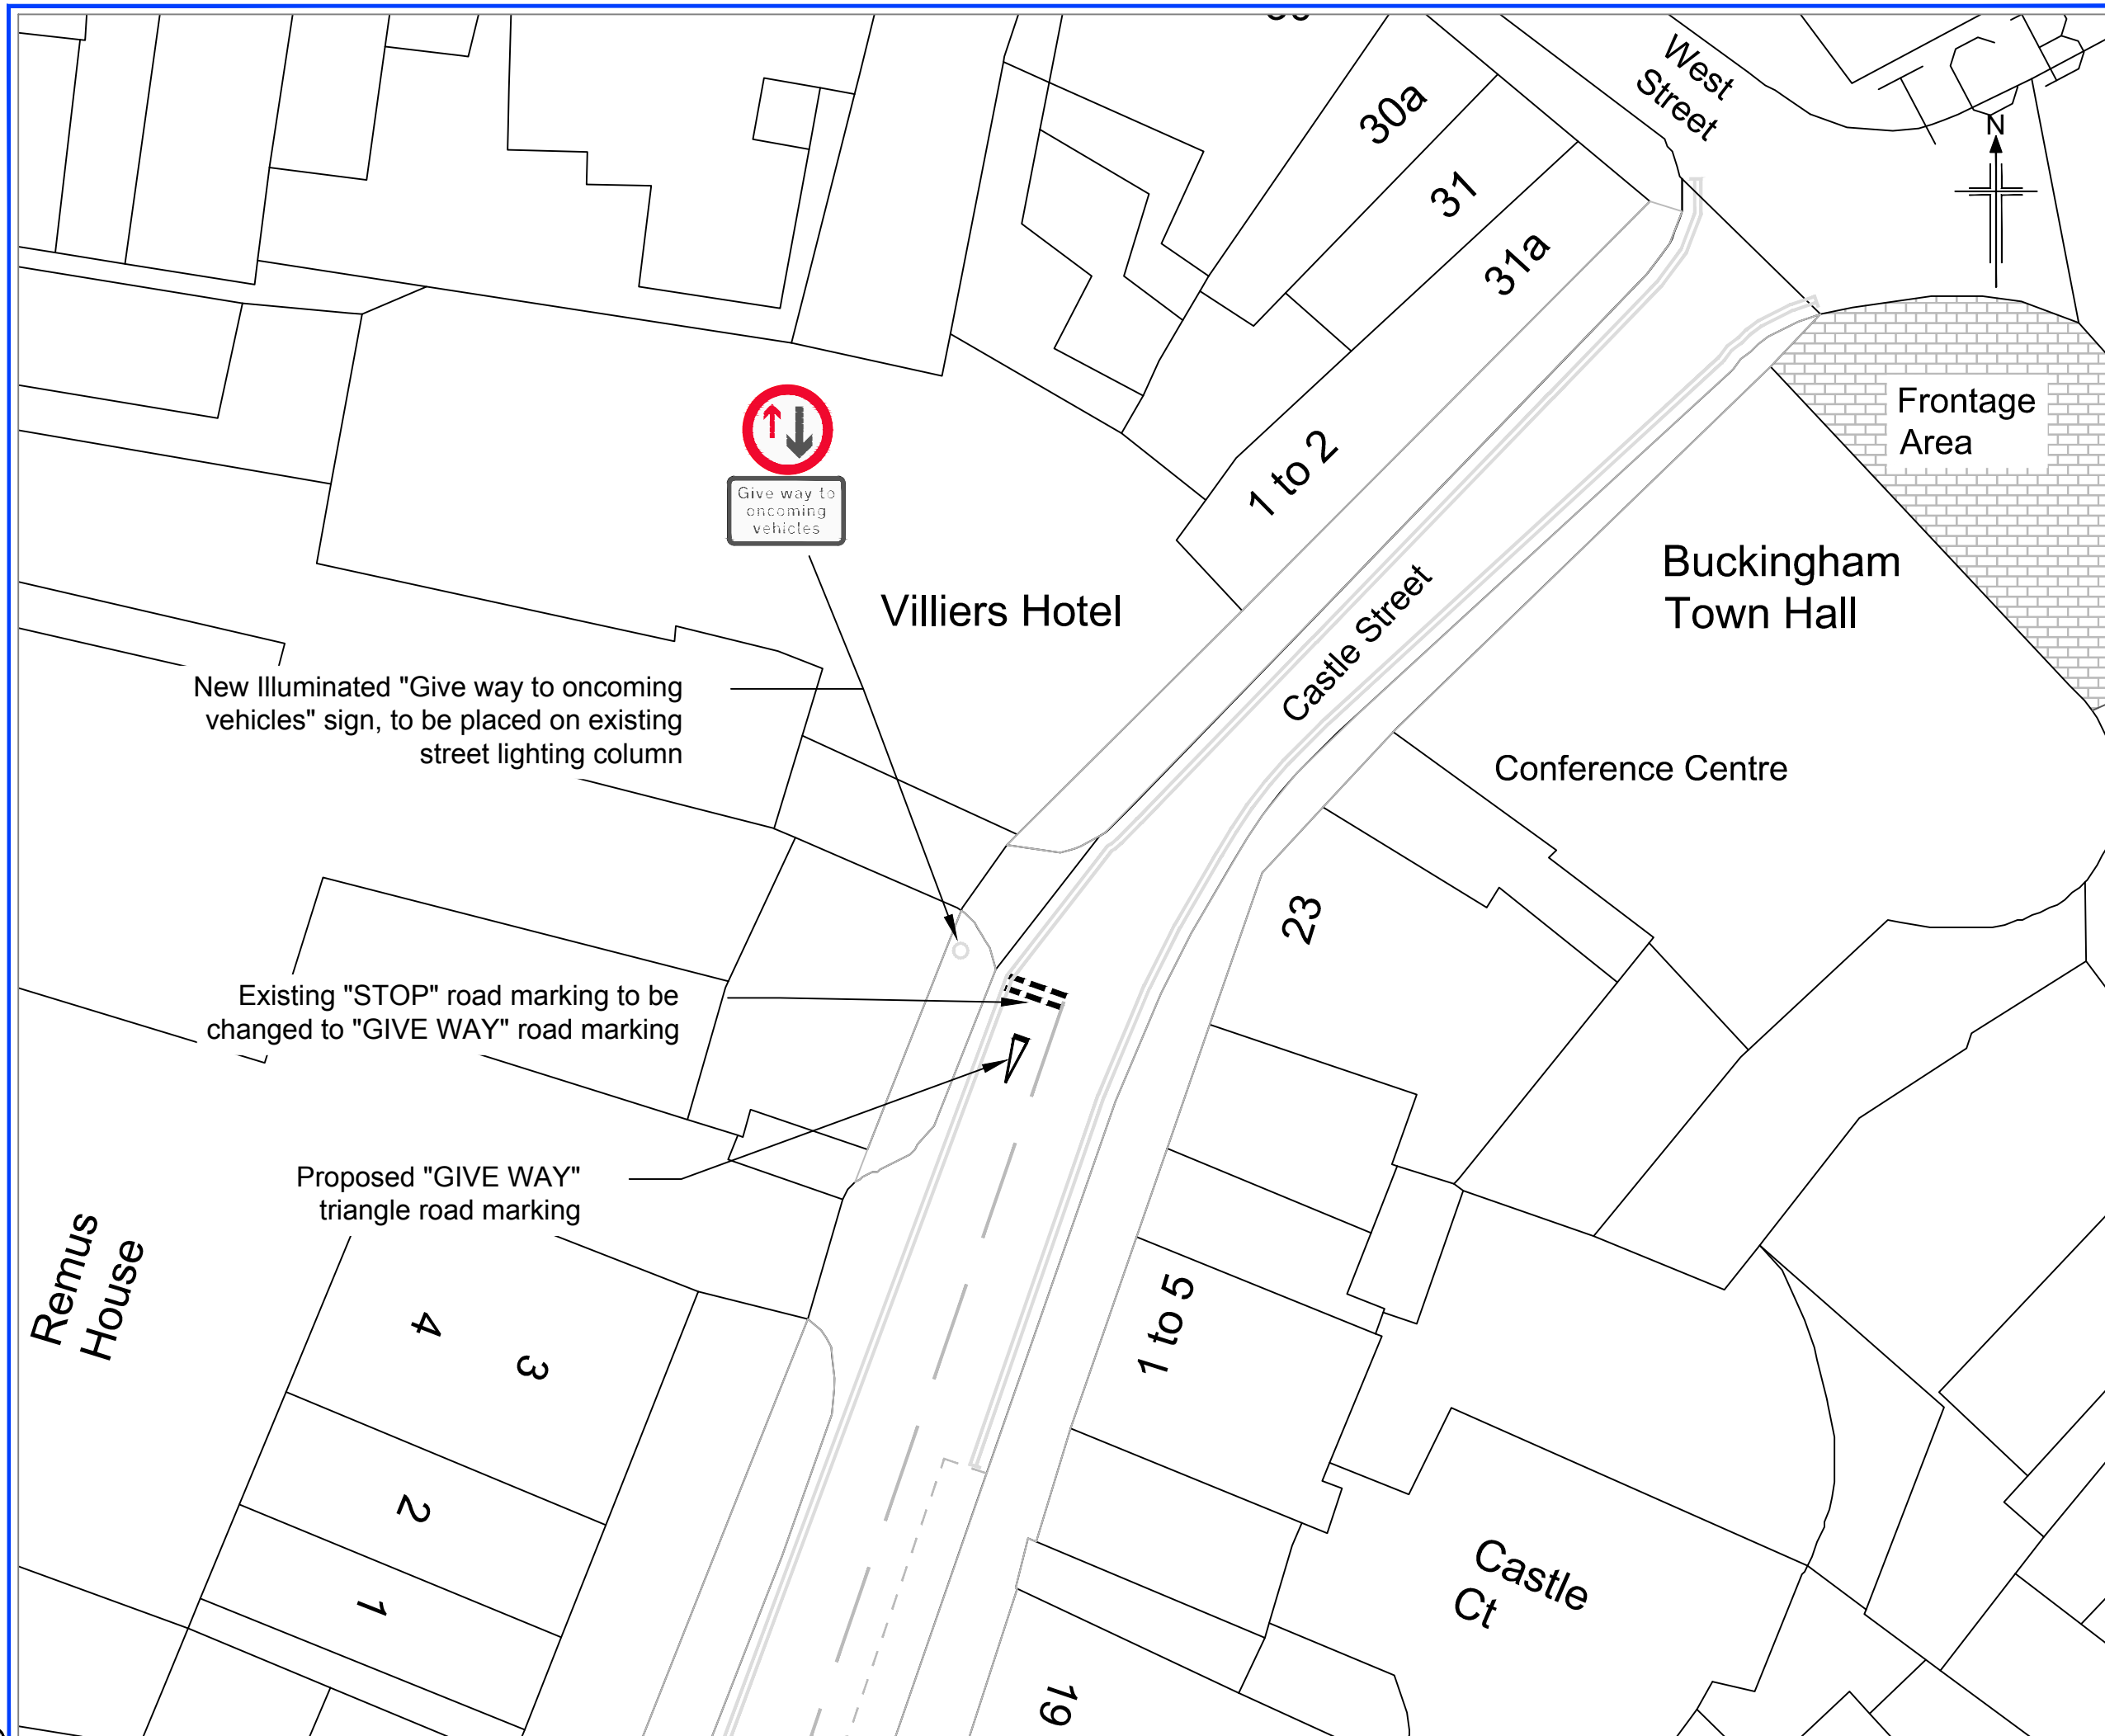 West
Street
N
30a
31
31a
Frontage
Area
1 to 2
Give way to
oncoming
vehicles
Buckingham
Town Hall
Villiers Hotel
Castle Street
New Illuminated "Give way to oncoming
vehicles" sign, to be placed on existing
street lighting column
Conference Centre
23
Existing "STOP" road marking to be
changed to "GIVE WAY" road marking
Proposed "GIVE WAY"
triangle road marking
Remus
House
4
3
1 to 5
2
1
Castle
Ct
19